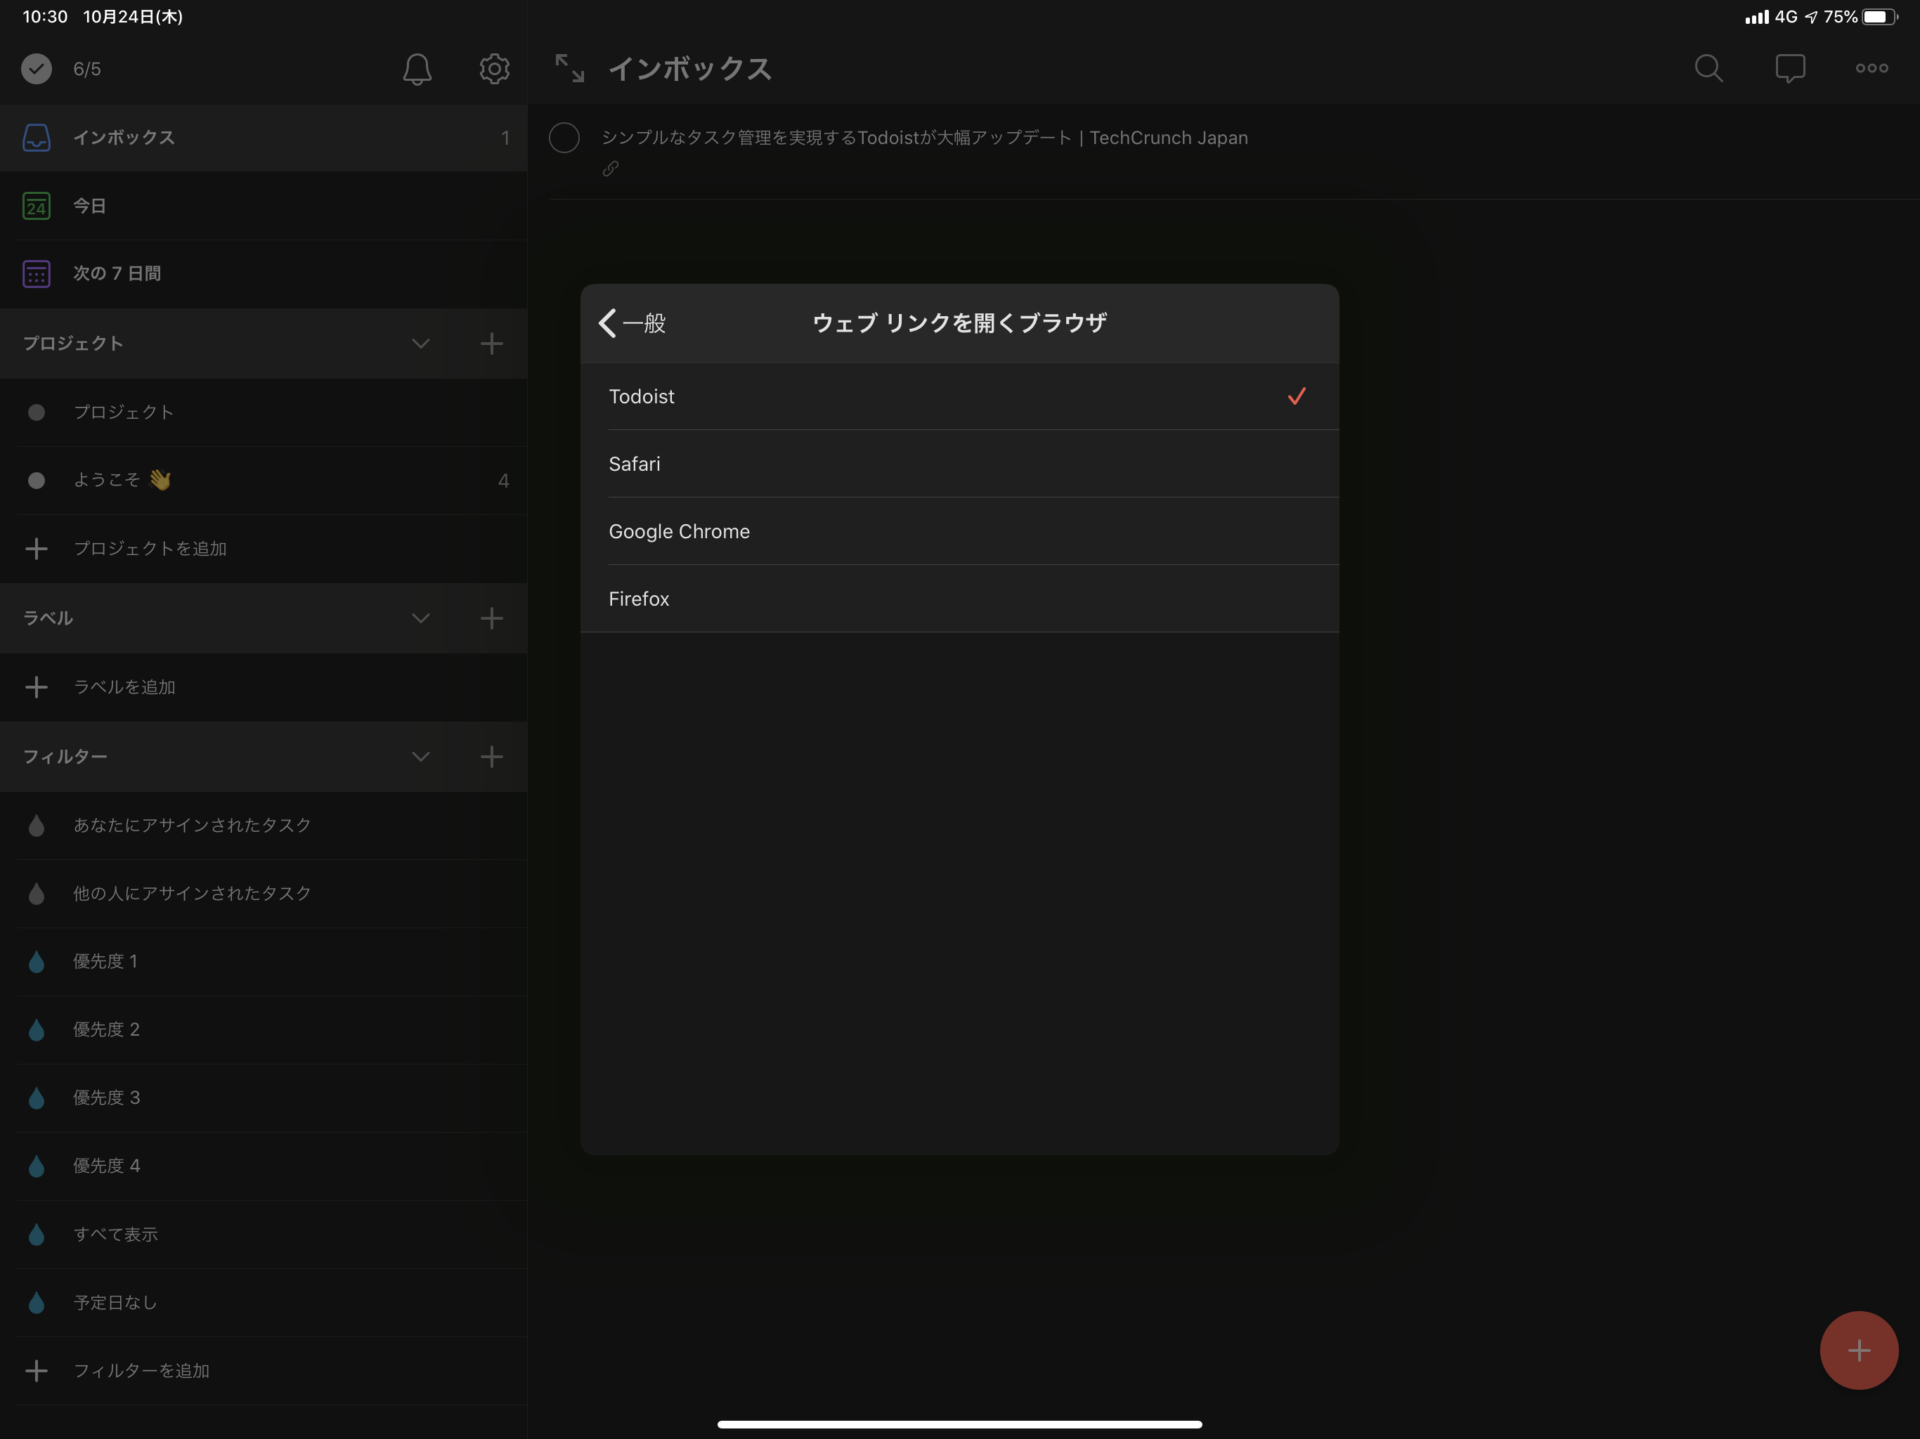 10:30 10月24日(木)
4G 75%
6/5
インボックス 1
24 今日
次の 7 日間
プロジェクト
プロジェクト
ようこそ 👋 4
プロジェクトを追加
ラベル
ラベルを追加
フィルター
あなたにアサインされたタスク
他の人にアサインされたタスク
優先度 1
優先度 2
優先度 3
優先度 4
すべて表示
予定日なし
フィルターを追加
インボックス
シンプルなタスク管理を実現するTodoistが大幅アップデート | TechCrunch Japan
一般 ウェブ リンクを開くブラウザ
Todoist
Safari
Google Chrome
Firefox